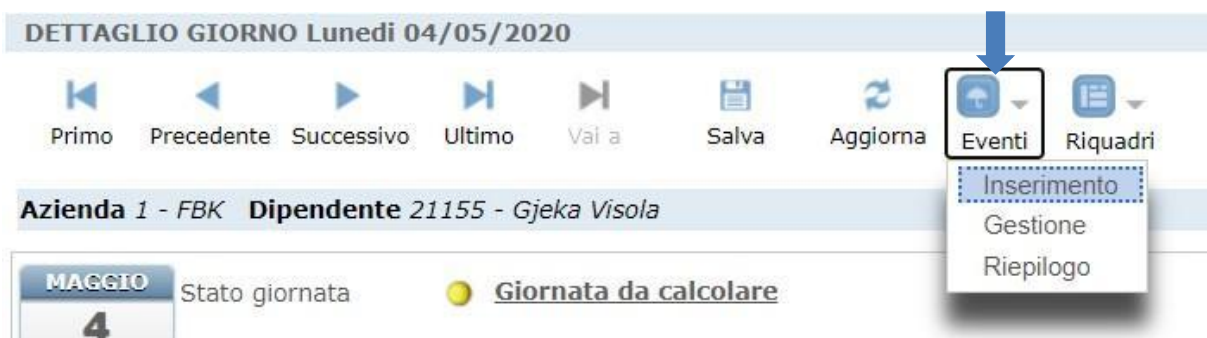 DETTAGLIO GIORNO Lunedi 04/05/2020
Primo Precedente Successivo Ultimo Vai a Salva Aggiorna Eventi Riquadri
Inserimento
Gestione
Riepilogo
Azienda 1 - FBK Dipendente 21155 - Gjeka Visola
MAGGIO
4
Stato giornata Giornata da calcolare